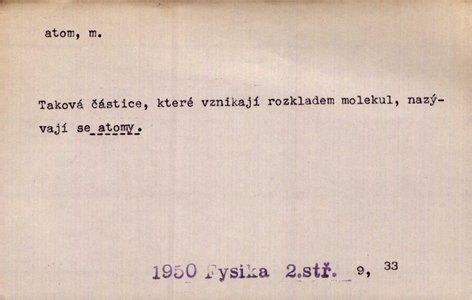 atom, m.
Taková částice, které vznikají rozkladem molekul, nazý-
vají se atomy.
1950 Fysika 2.stř. 9, 33